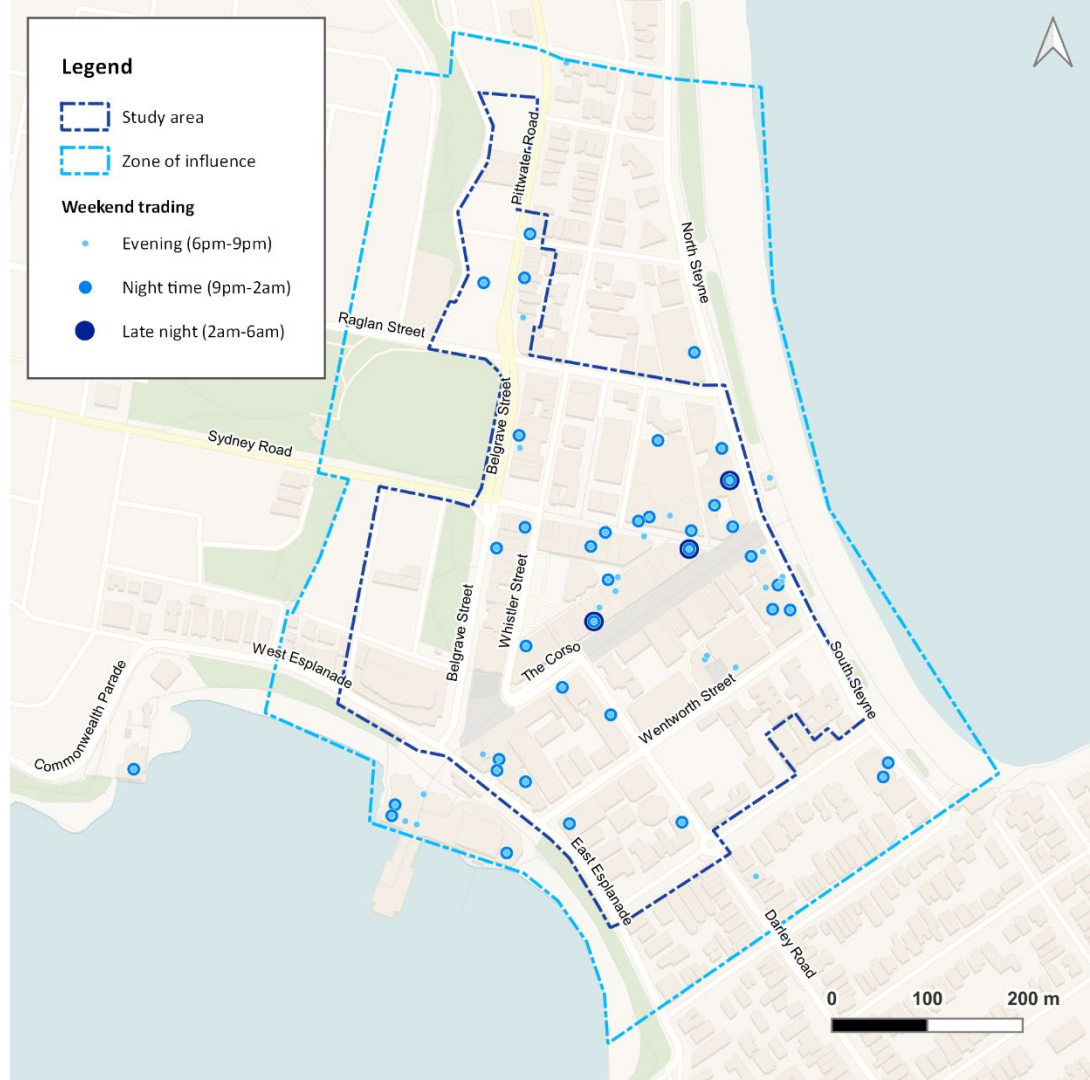 Legend
Study area
Zone of influence
Weekend trading
Evening (6pm-9pm)
Night time (9pm-2am)
Late night (2am-6am)
Pittwater Road
North Steyne
Raglan Street
Belgrave Street
Sydney Road
Whistler Street
Belgrave Street
West Esplanade
The Corso
South Steyne
Wentworth Street
Commonwealth Parade
East Esplanade
Darley Road
0 100 200 m